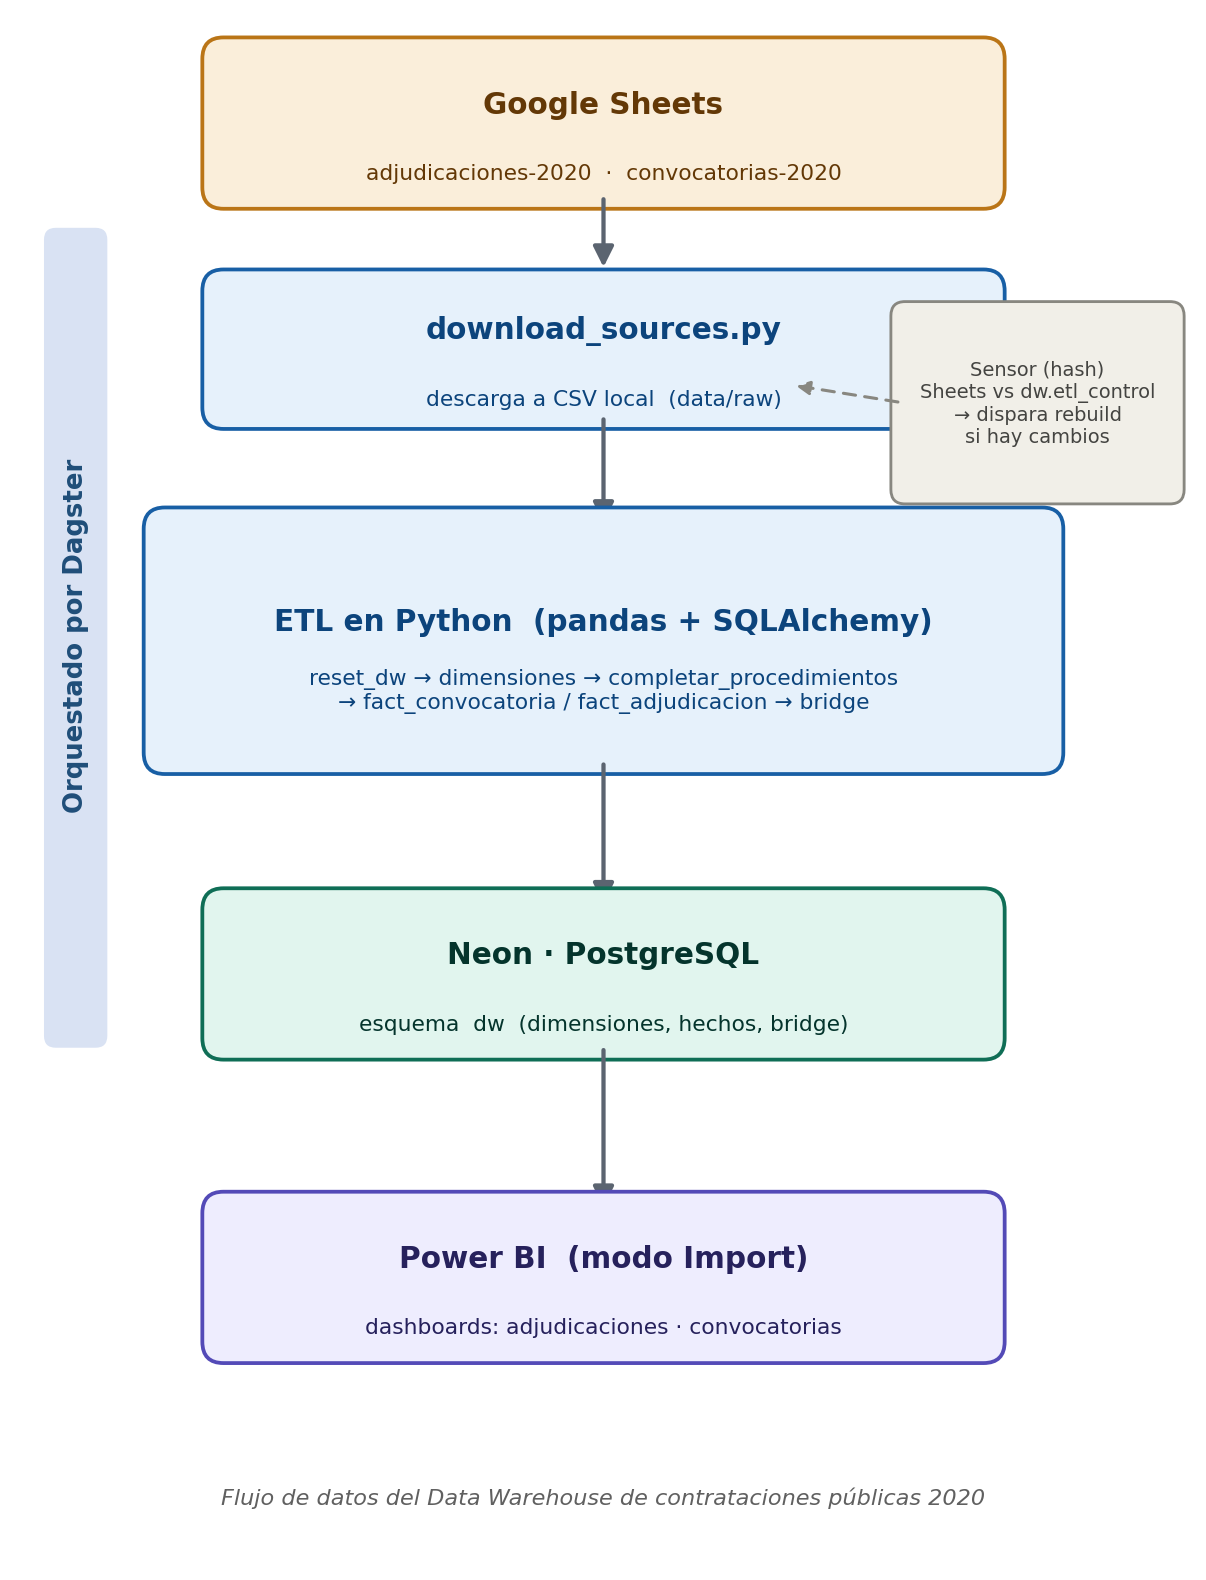 Google Sheets
adjudicaciones-2020 · convocatorias-2020
Orquestado por Dagster
download_sources.py
descarga a CSV local (data/raw)
Sensor (hash)
Sheets vs dw.etl_control
→ dispara rebuild
si hay cambios
ETL en Python (pandas + SQLAlchemy)
reset_dw → dimensiones → completar_procedimientos
→ fact_convocatoria / fact_adjudicacion → bridge
Neon · PostgreSQL
esquema dw (dimensiones, hechos, bridge)
Power BI (modo Import)
dashboards: adjudicaciones · convocatorias
Flujo de datos del Data Warehouse de contrataciones públicas 2020